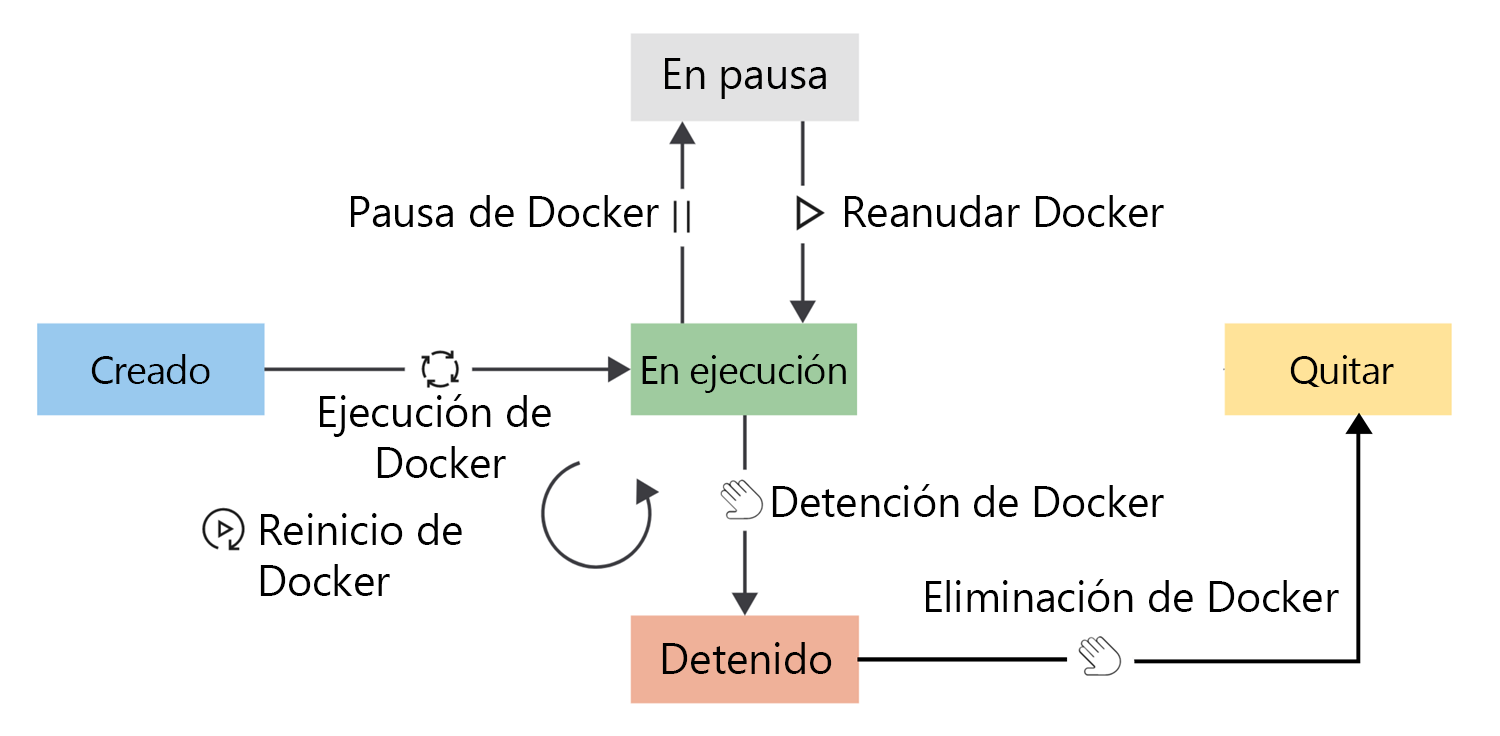 En pausa
Pausa de Docker
Reanudar Docker
Creado
En ejecución
Quitar
Ejecución de
Docker
Reinicio de
Docker
Detención de Docker
Eliminación de Docker
Detenido